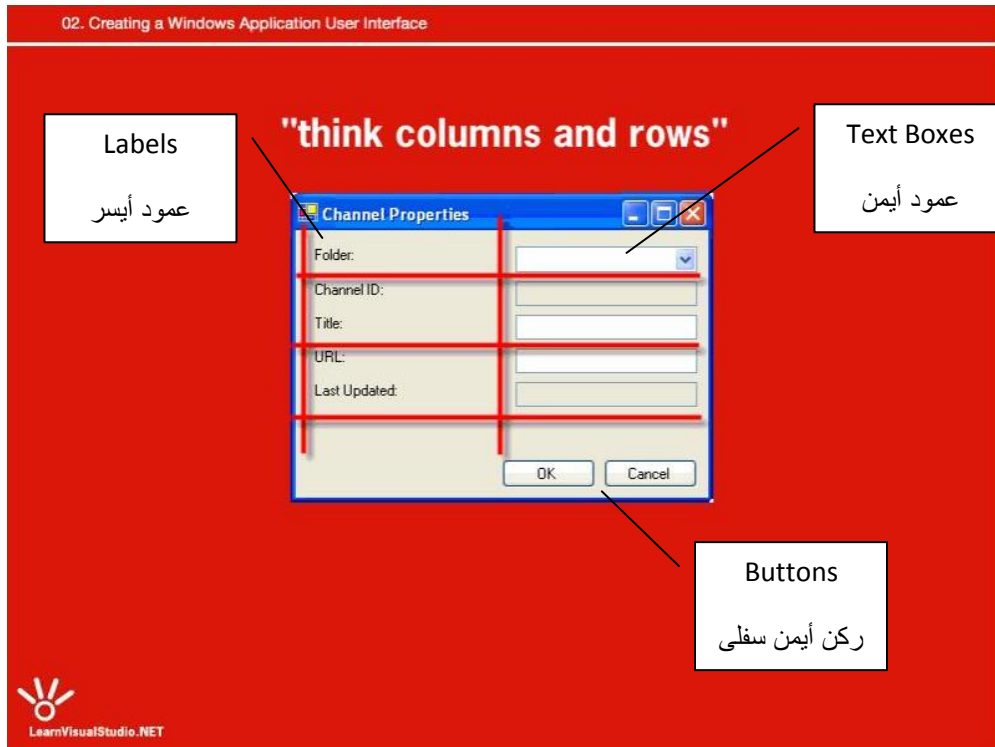 02. Creating a Windows Application User Interface
"think columns and rows"
Labels
عمود أيسر
Text Boxes
عمود أيمن
Channel Properties
Folder:
Channel ID:
Title:
URL:
Last Updated:
OK
Cancel
Buttons
ركن أيمن سفلى
LearnVisualStudio.NET